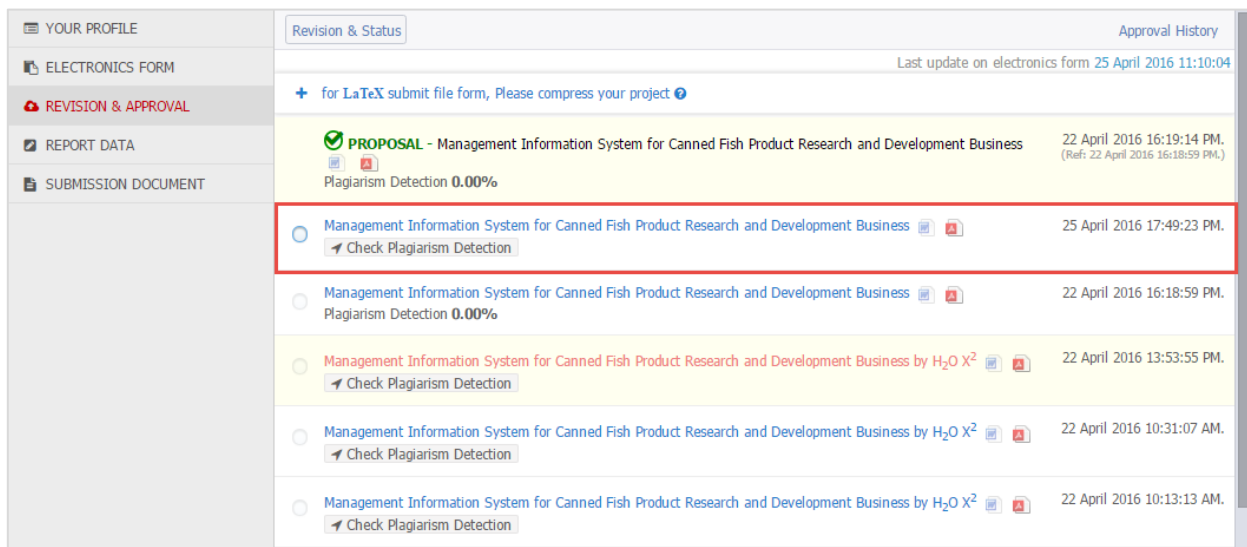 YOUR PROFILE
ELECTRONICS FORM
REVISION & APPROVAL
REPORT DATA
SUBMISSION DOCUMENT
Revision & Status
Approval History
Last update on electronics form 25 April 2016 11:10:04
+ for LaTeX submit file form, Please compress your project ?
PROPOSAL - Management Information System for Canned Fish Product Research and Development Business
22 April 2016 16:19:14 PM.
(Ref: 22 April 2016 16:18:59 PM.)
Plagiarism Detection 0.00%
Management Information System for Canned Fish Product Research and Development Business
25 April 2016 17:49:23 PM.
Check Plagiarism Detection
Management Information System for Canned Fish Product Research and Development Business
22 April 2016 16:18:59 PM.
Plagiarism Detection 0.00%
Management Information System for Canned Fish Product Research and Development Business by H₂O X²
22 April 2016 13:53:55 PM.
Check Plagiarism Detection
Management Information System for Canned Fish Product Research and Development Business by H₂O X²
22 April 2016 10:31:07 AM.
Check Plagiarism Detection
Management Information System for Canned Fish Product Research and Development Business by H₂O X²
22 April 2016 10:13:13 AM.
Check Plagiarism Detection